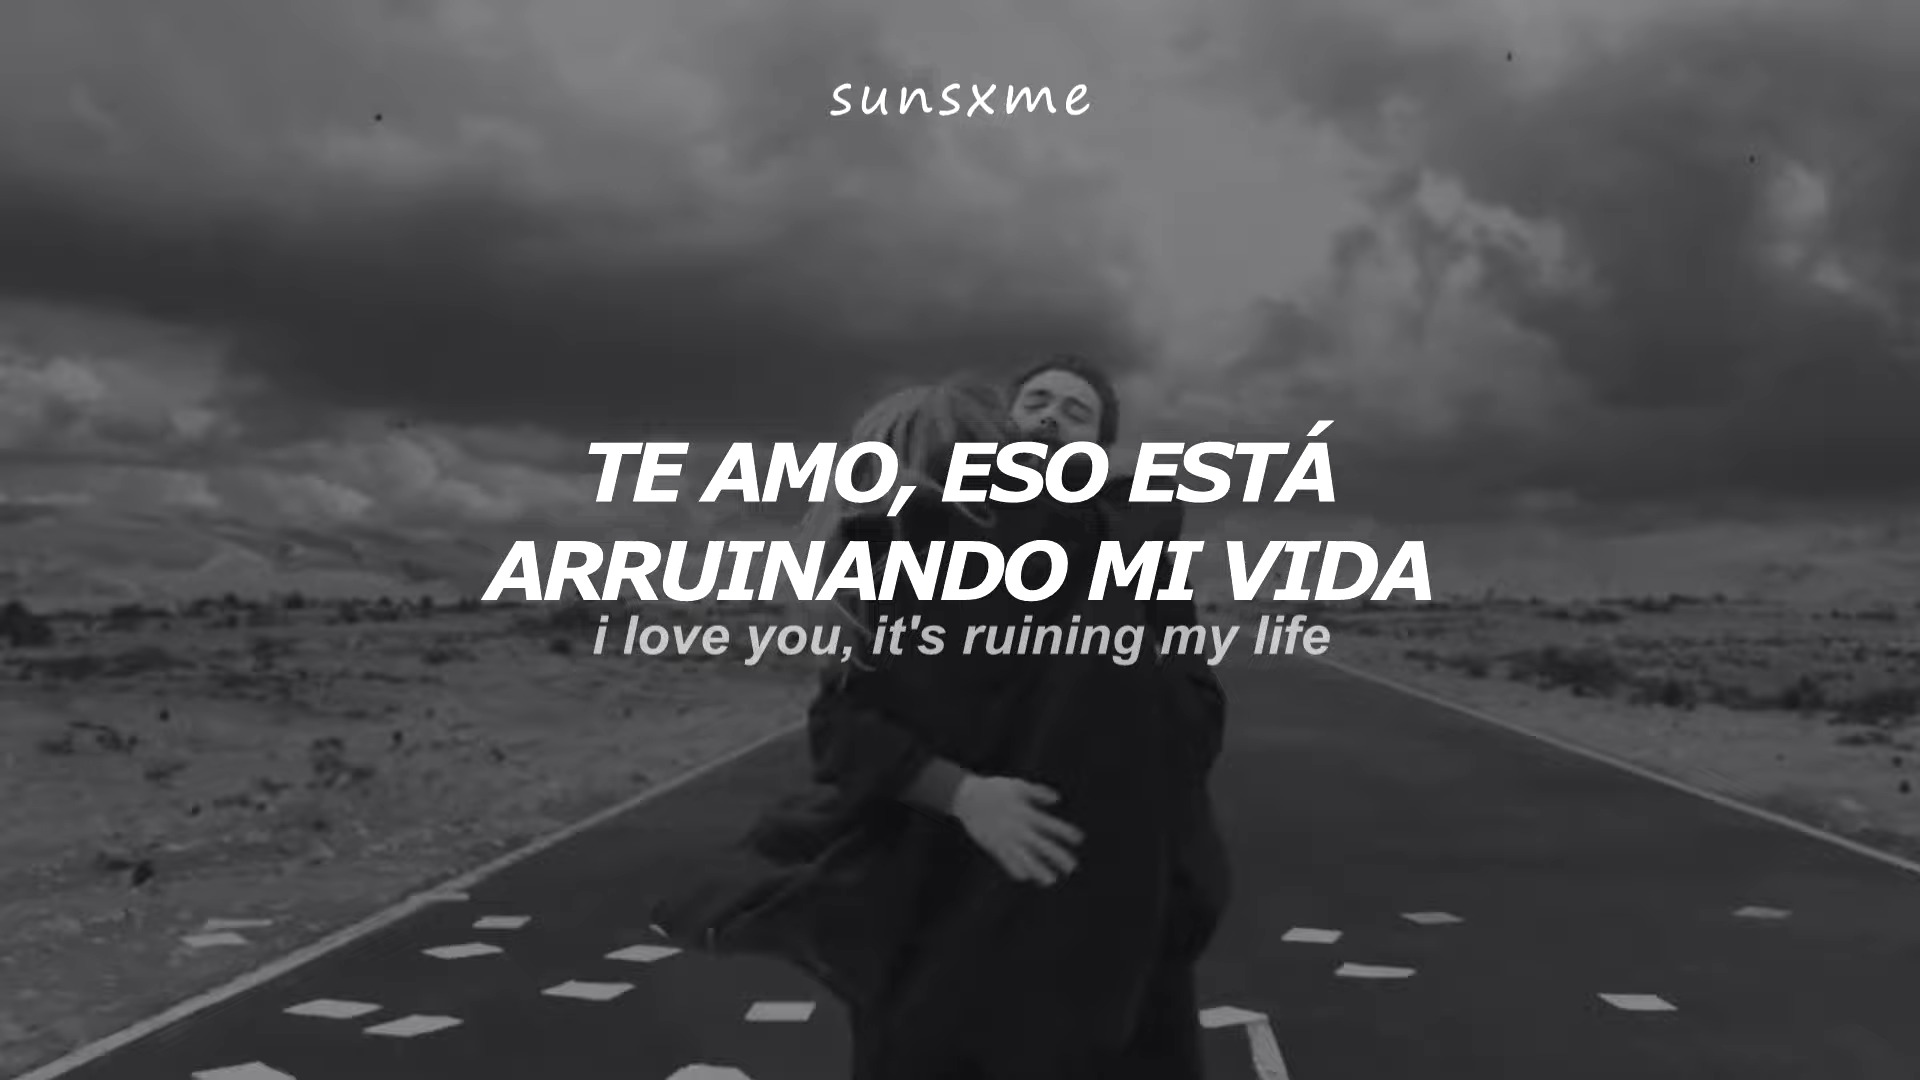 sunsxme
TE AMO, ESO ESTÁ
ARRUINANDO MI VIDA
i love you, it's ruining my life